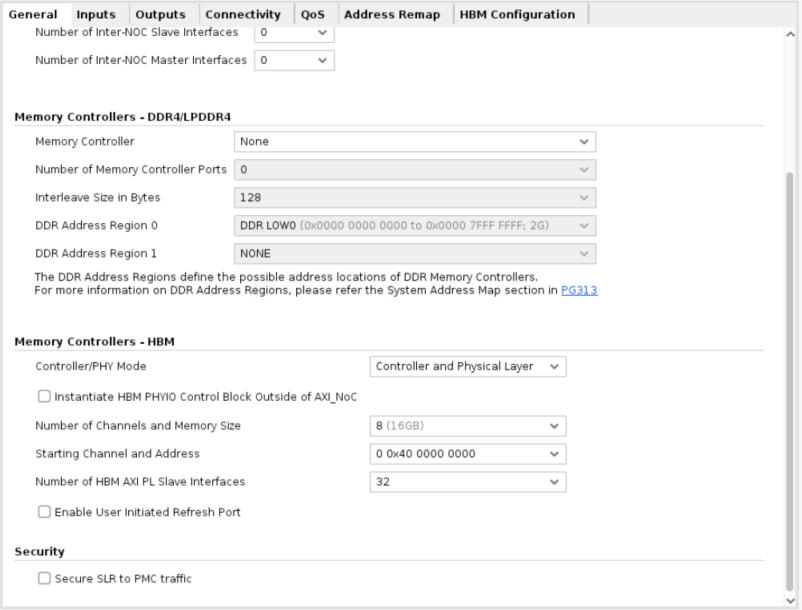 General Inputs Outputs Connectivity QoS Address Remap HBM Configuration
Number of Inter-NOC Slave Interfaces 0
Number of Inter-NOC Master Interfaces 0
Memory Controllers - DDR4/LPDDR4
Memory Controller None
Number of Memory Controller Ports 0
Interleave Size in Bytes 128
DDR Address Region 0 DDR LOW0 (0x0000 0000 0000 to 0x0000 7FFF FFFF; 2G)
DDR Address Region 1 NONE
The DDR Address Regions define the possible address locations of DDR Memory Controllers.
For more information on DDR Address Regions, please refer the System Address Map section in PG313
Memory Controllers - HBM
Controller/PHY Mode Controller and Physical Layer
Instantiate HBM PHYIO Control Block Outside of AXI_NoC
Number of Channels and Memory Size 8 (16GB)
Starting Channel and Address 0 0x40 0000 0000
Number of HBM AXI PL Slave Interfaces 32
Enable User Initiated Refresh Port
Security
Secure SLR to PMC traffic